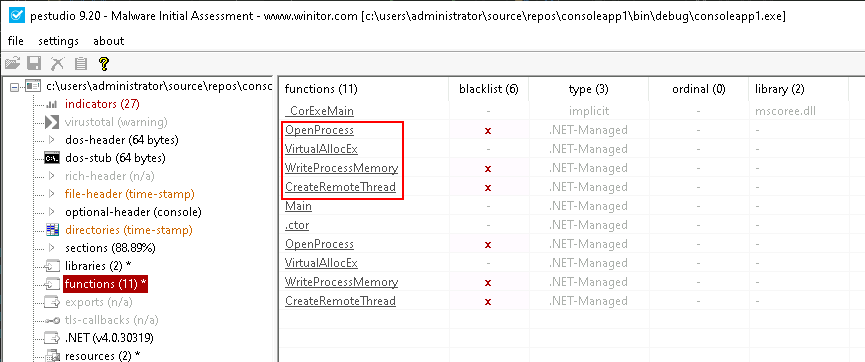 pestudio 9.20 - Malware Initial Assessment - www.winitor.com [c:\users\administrator\source\repos\consoleapp1\bin\debug\consoleapp1.exe]
file settings about
c:\users\administrator\source\repos\consc
indicators (27)
virustotal (warning)
dos-header (64 bytes)
dos-stub (64 bytes)
rich-header (n/a)
file-header (time-stamp)
optional-header (console)
directories (time-stamp)
sections (88.89%)
libraries (2) *
functions (11) *
exports (n/a)
tls-callbacks (n/a)
.NET (v4.0.30319)
resources (2) *
functions (11) blacklist (6) type (3) ordinal (0) library (2)
_CorExeMain - implicit - mscoree.dll
OpenProcess x .NET-Managed - -
VirtualAllocEx - .NET-Managed - -
WriteProcessMemory x .NET-Managed - -
CreateRemoteThread x .NET-Managed - -
Main - .NET-Managed - -
.ctor - .NET-Managed - -
OpenProcess x .NET-Managed - -
VirtualAllocEx - .NET-Managed - -
WriteProcessMemory x .NET-Managed - -
CreateRemoteThread x .NET-Managed - -